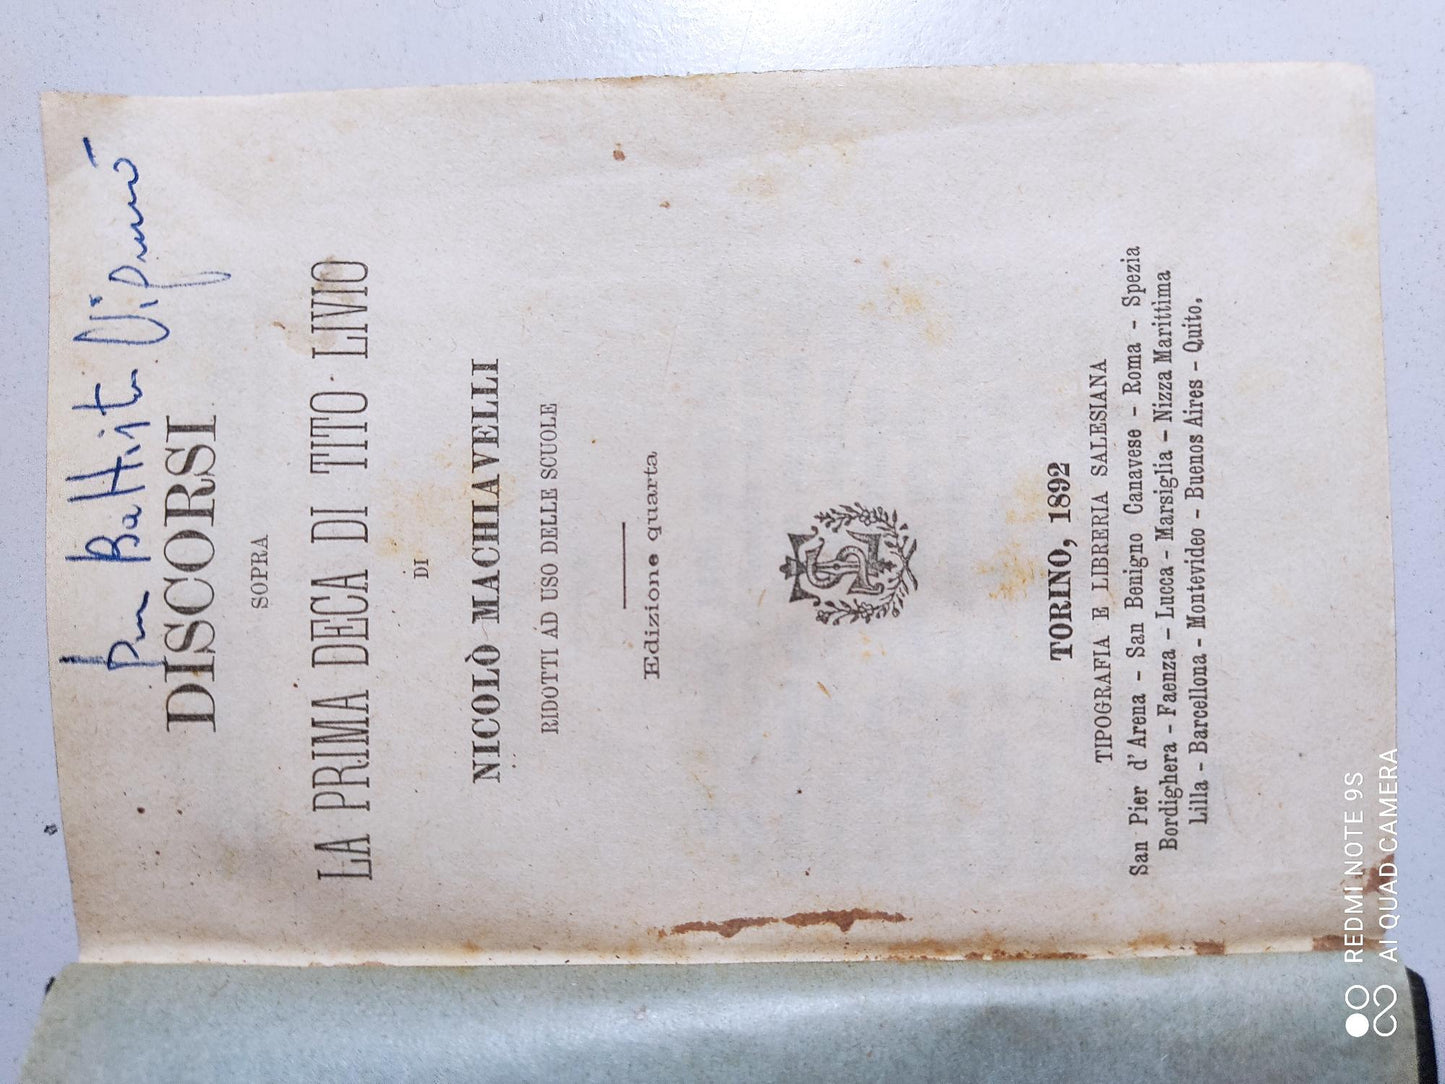 Battista
DISCORSI
SOPRA
LA PRIMA DECA DI TITO LIVIO
DI
NICOLÒ MACHIAVELLI
RIDOTTI AD USO DELLE SCUOLE
Edizione quarta
TORINO, 1892
TIPOGRAFIA E LIBRERIA SALESIANA
San Pier d' Arena - San Benigno Canavese - Roma - Spezia
Bordighera - Faenza - Lucca - Marsiglia - Nizza Marittima
Lilla - Barcellona - Montevideo - Buenos Aires - Quito.
REDMI NOTE 9S
AI QUAD CAMERA